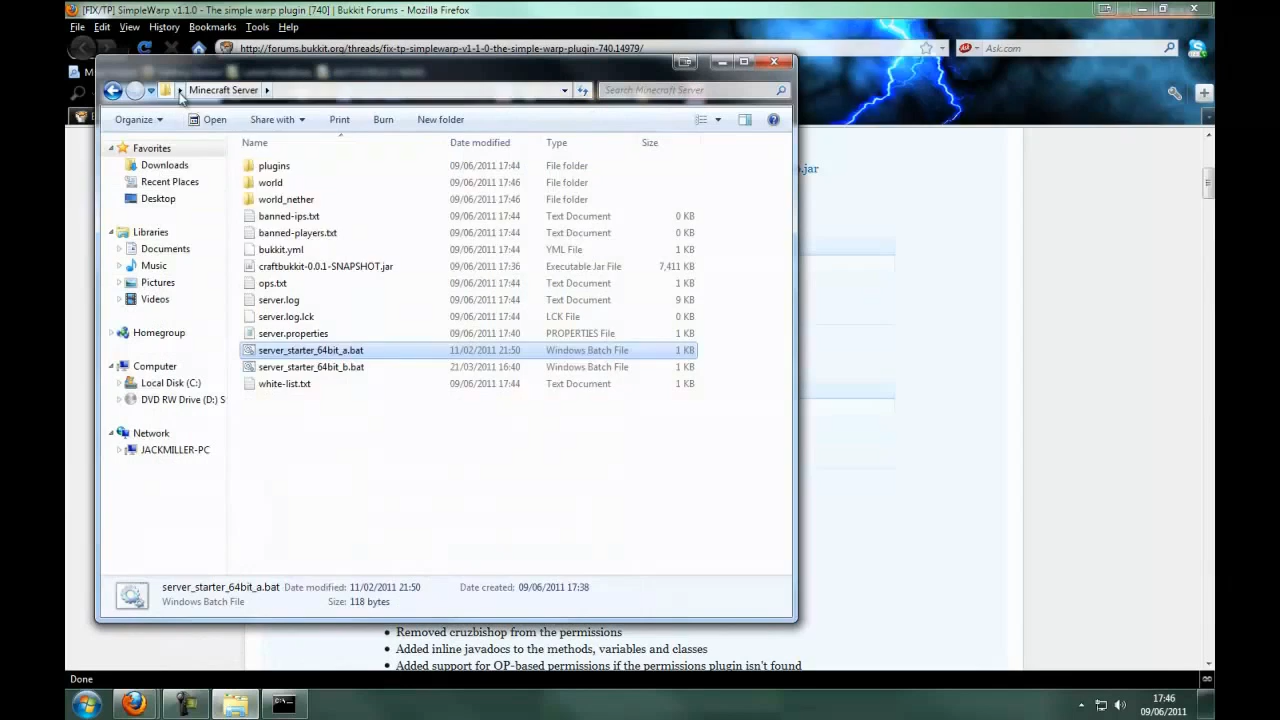 [FIX/TP] SimpleWarp v1.1.0 - The simple warp plugin [740] | Bukkit Forums - Mozilla Firefox
File Edit View History Bookmarks Tools Help
http://forums.bukkit.org/threads/fix-tp-simplewarp-v1-1-0-the-simple-warp-plugin-740.14979/
Ask.com
Minecraft Server
Search Minecraft Server
Organize Open Share with Print Burn New folder
Name Date modified Type Size
Favorites
Downloads
Recent Places
Desktop
Libraries
Documents
Music
Pictures
Videos
Homegroup
Computer
Local Disk (C:)
DVD RW Drive (D:) S
Network
JACKMILLER-PC
plugins 09/06/2011 17:44 File folder
world 09/06/2011 17:46 File folder
world_nether 09/06/2011 17:46 File folder
banned-ips.txt 09/06/2011 17:44 Text Document 0 KB
banned-players.txt 09/06/2011 17:44 Text Document 0 KB
bukkit.yml 09/06/2011 17:44 YML File 1 KB
craftbukkit-0.0.1-SNAPSHOT.jar 09/06/2011 17:36 Executable Jar File 7,411 KB
ops.txt 09/06/2011 17:44 Text Document 1 KB
server.log 09/06/2011 17:44 Text Document 9 KB
server.log.lck 09/06/2011 17:44 LCK File 0 KB
server.properties 09/06/2011 17:40 PROPERTIES File 1 KB
server_starter_64bit_a.bat 11/02/2011 21:50 Windows Batch File 1 KB
server_starter_64bit_b.bat 21/03/2011 16:40 Windows Batch File 1 KB
white-list.txt 09/06/2011 17:44 Text Document 1 KB
.jar
server_starter_64bit_a.bat Date modified: 11/02/2011 21:50 Date created: 09/06/2011 17:38
Windows Batch File Size: 118 bytes
Removed cruzbishop from the permissions
Added inline javadocs to the methods, variables and classes
Added support for OP-based permissions if the permissions plugin isn't found
Done
17:46
09/06/2011